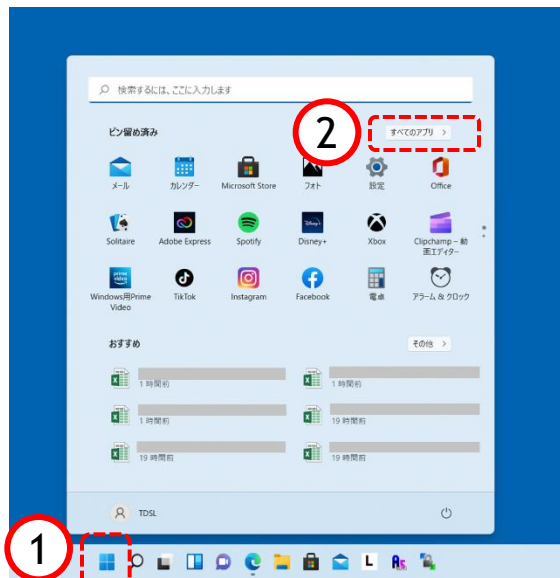 検索するには、ここに入力します
ピン留め済み
2
すべてのアプリ >
メール
カレンダー
Microsoft Store
フォト
設定
Office
Solitaire
Adobe Express
Spotify
Disney+
Disney+
Xbox
Clipchamp – 動
画エディター
prime
video
Windows用Prime
Video
TikTok
Instagram
Facebook
電卓
アラーム & クロック
おすすめ
その他 >
1 時間前
1 時間前
1 時間前
19 時間前
19 時間前
19 時間前
TDSL
1
L
As